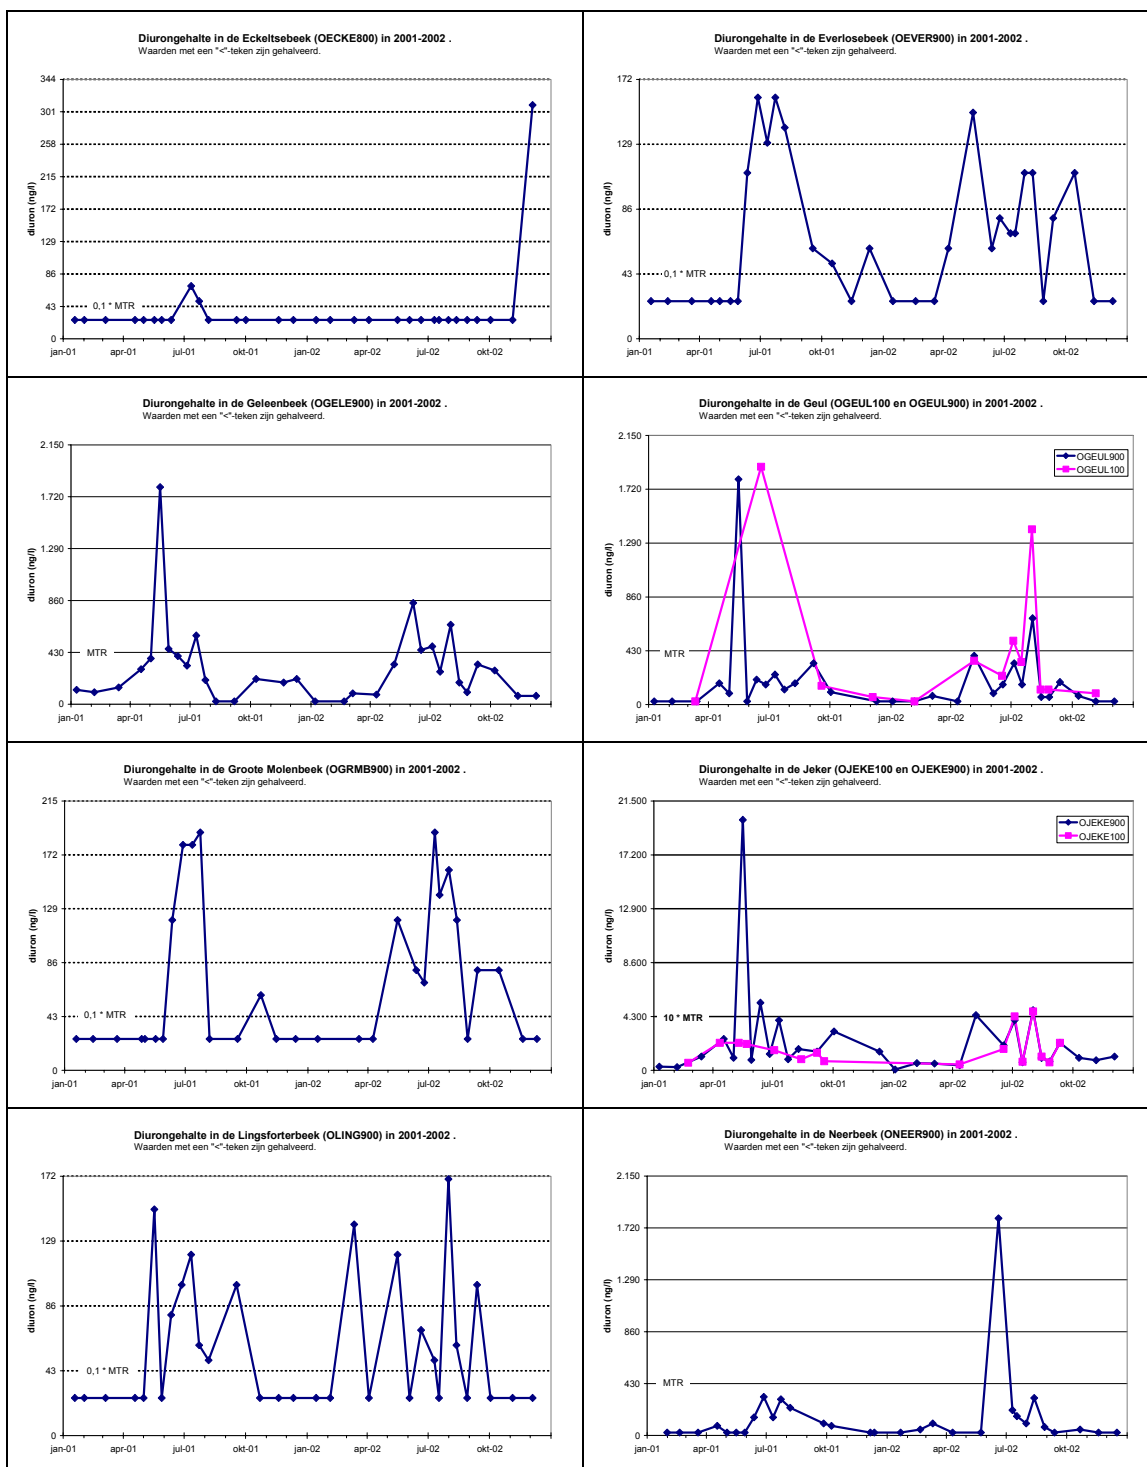 Diurongehalte in de Eckeltsebeek (OECKE800) in 2001-2002 .
Waarden met een "<"-teken zijn gehalveerd.
344
301
258
215
172
129
86
43
0
diuron (ng/l)
0,1 * MTR
jan-01 apr-01 jul-01 okt-01 jan-02 apr-02 jul-02 okt-02
Diurongehalte in de Everlosebeek (OEVER900) in 2001-2002 .
Waarden met een "<"-teken zijn gehalveerd.
172
129
86
43
0
diuron (ng/l)
0,1 * MTR
jan-01 apr-01 jul-01 okt-01 jan-02 apr-02 jul-02 okt-02
Diurongehalte in de Geleenbeek (OGELE900) in 2001-2002 .
Waarden met een "<"-teken zijn gehalveerd.
2.150
1.720
1.290
860
430
0
diuron (ng/l)
MTR
jan-01 apr-01 jul-01 okt-01 jan-02 apr-02 jul-02 okt-02
Diurongehalte in de Geul (OGEUL100 en OGEUL900) in 2001-2002 .
Waarden met een "<"-teken zijn gehalveerd.
2.150
1.720
1.290
860
430
0
diuron (ng/l)
MTR
OGEUL900
OGEUL100
jan-01 apr-01 jul-01 okt-01 jan-02 apr-02 jul-02 okt-02
Diurongehalte in de Groote Molenbeek (OGRMB900) in 2001-2002 .
Waarden met een "<"-teken zijn gehalveerd.
215
172
129
86
43
0
diuron (ng/l)
0,1 * MTR
jan-01 apr-01 jul-01 okt-01 jan-02 apr-02 jul-02 okt-02
Diurongehalte in de Jeker (OJEKE100 en OJEKE900) in 2001-2002 .
Waarden met een "<"-teken zijn gehalveerd.
21.500
17.200
12.900
8.600
4.300
0
diuron (ng/l)
10 * MTR
OJEKE900
OJEKE100
jan-01 apr-01 jul-01 okt-01 jan-02 apr-02 jul-02 okt-02
Diurongehalte in de Lingsforterbeek (OLING900) in 2001-2002 .
Waarden met een "<"-teken zijn gehalveerd.
172
129
86
43
0
diuron (ng/l)
0,1 * MTR
jan-01 apr-01 jul-01 okt-01 jan-02 apr-02 jul-02 okt-02
Diurongehalte in de Neerbeek (ONEER900) in 2001-2002 .
Waarden met een "<"-teken zijn gehalveerd.
2.150
1.720
1.290
860
430
0
diuron (ng/l)
MTR
jan-01 apr-01 jul-01 okt-01 jan-02 apr-02 jul-02 okt-02